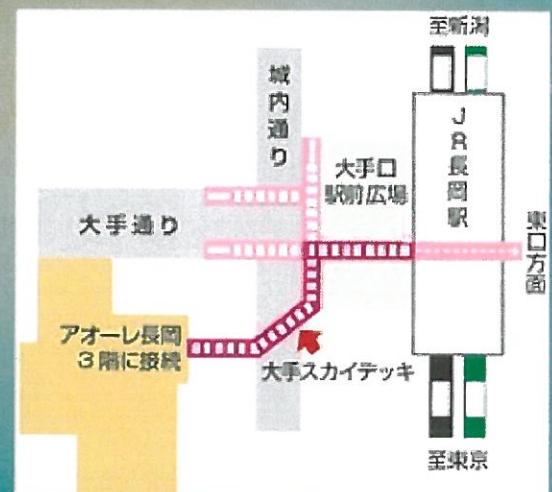 至新潟
城内通り
JR長岡駅
大手口
駅前広場
大手通り
東口方面
アオーレ長岡
3階に接続
大手スカイデッキ
至東京